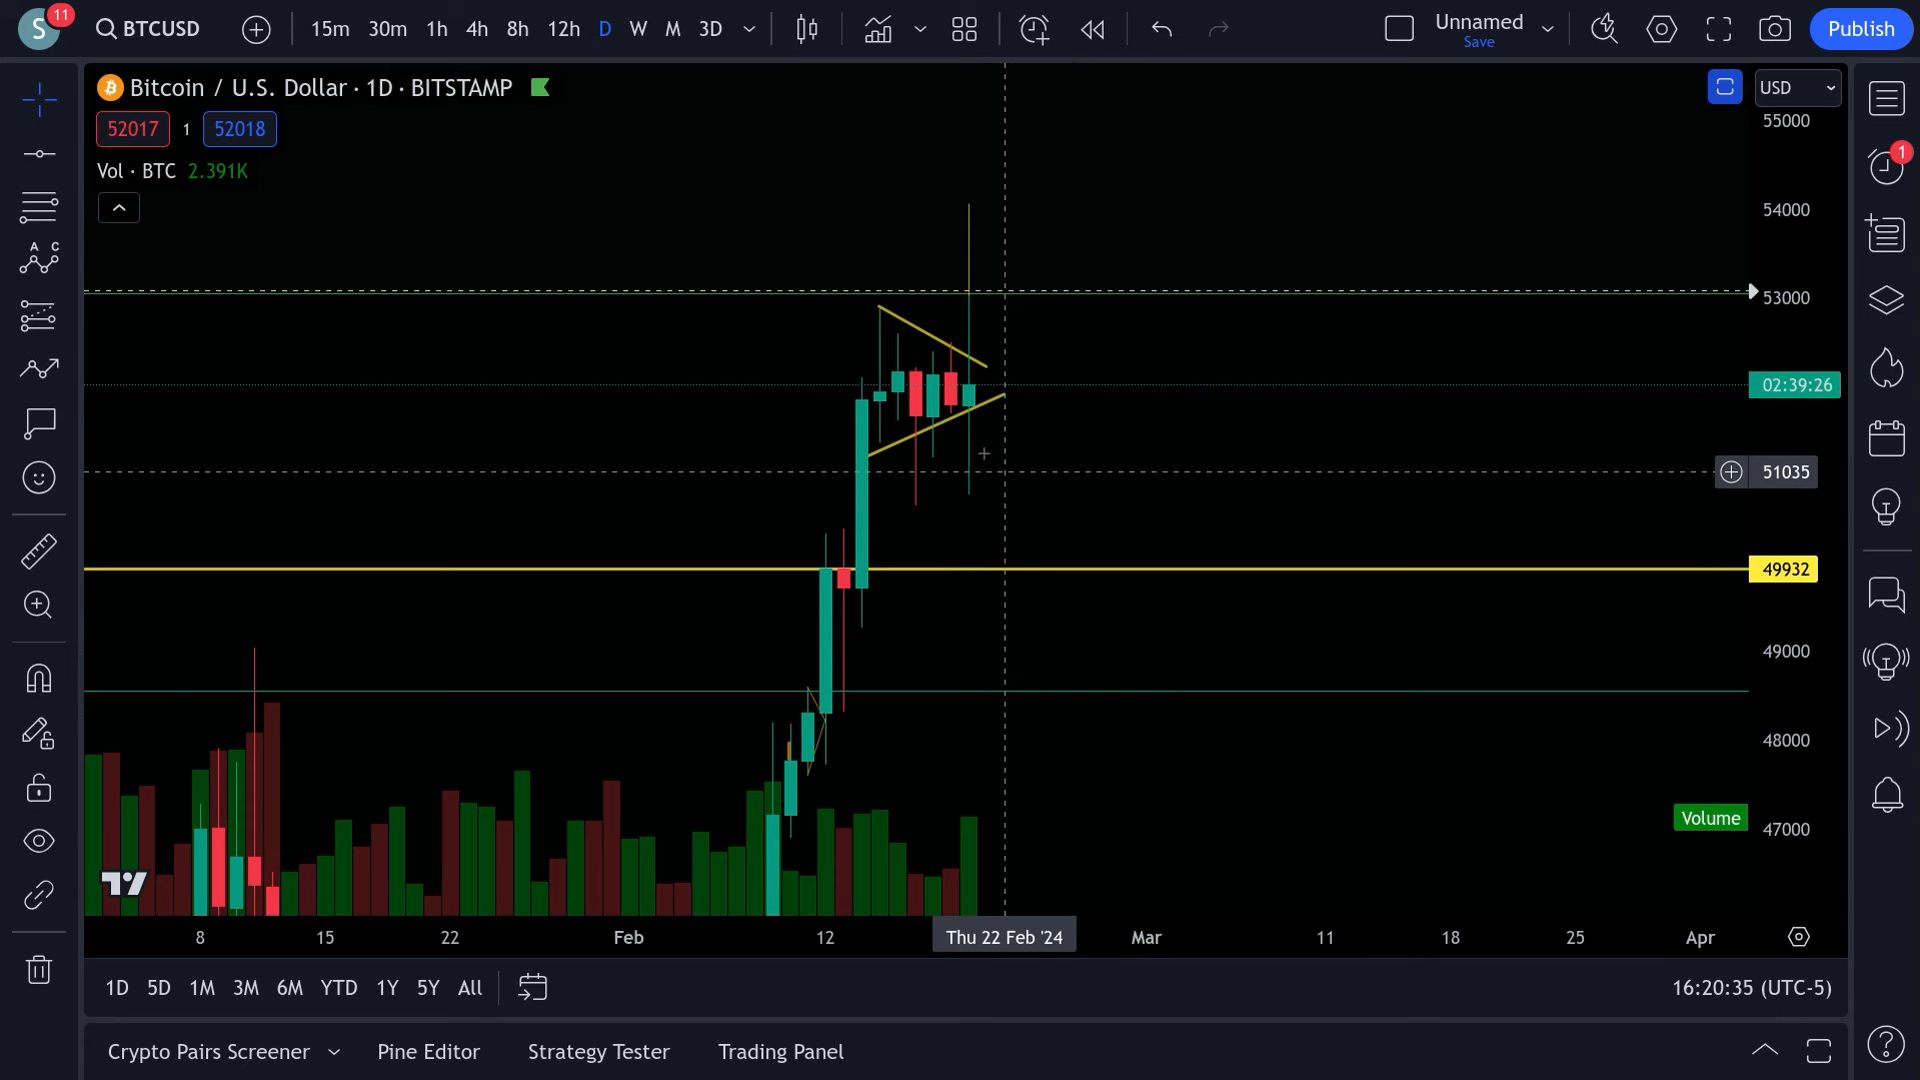 S 11 BTCUSD 15m 30m 1h 4h 8h 12h D W M 3D Unnamed Save Publish
Bitcoin / U.S. Dollar · 1D · BITSTAMP USD
52017 1 52018
Vol · BTC 2.391K
A C
55000
1
54000
53000
02:39:26
51035
49932
49000
48000
Volume
47000
8 15 22 Feb 12 Thu 22 Feb '24 Mar 11 18 25 Apr
1D 5D 1M 3M 6M YTD 1Y 5Y All 16:20:35 (UTC-5)
Crypto Pairs Screener Pine Editor Strategy Tester Trading Panel